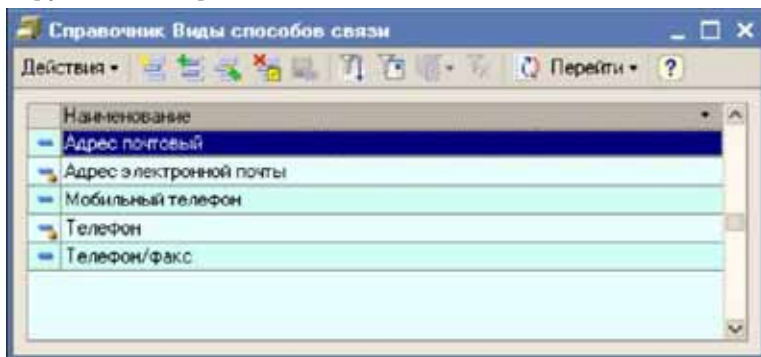 Справочник Виды способов связи
Действия Перейти ?
Наименование
Адрес почтовый
Адрес электронной почты
Мобильный телефон
Телефон
Телефон/факс